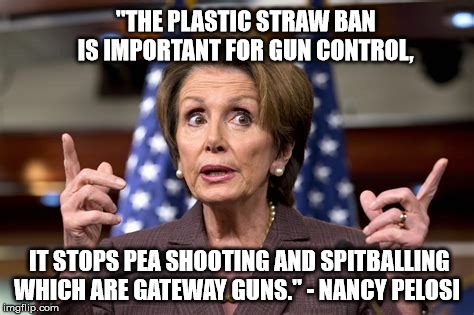 "THE PLASTIC STRAW BAN
IS IMPORTANT FOR GUN CONTROL,
IT STOPS PEA SHOOTING AND SPITBALLING
WHICH ARE GATEWAY GUNS." - NANCY PELOSI
imgflip.com